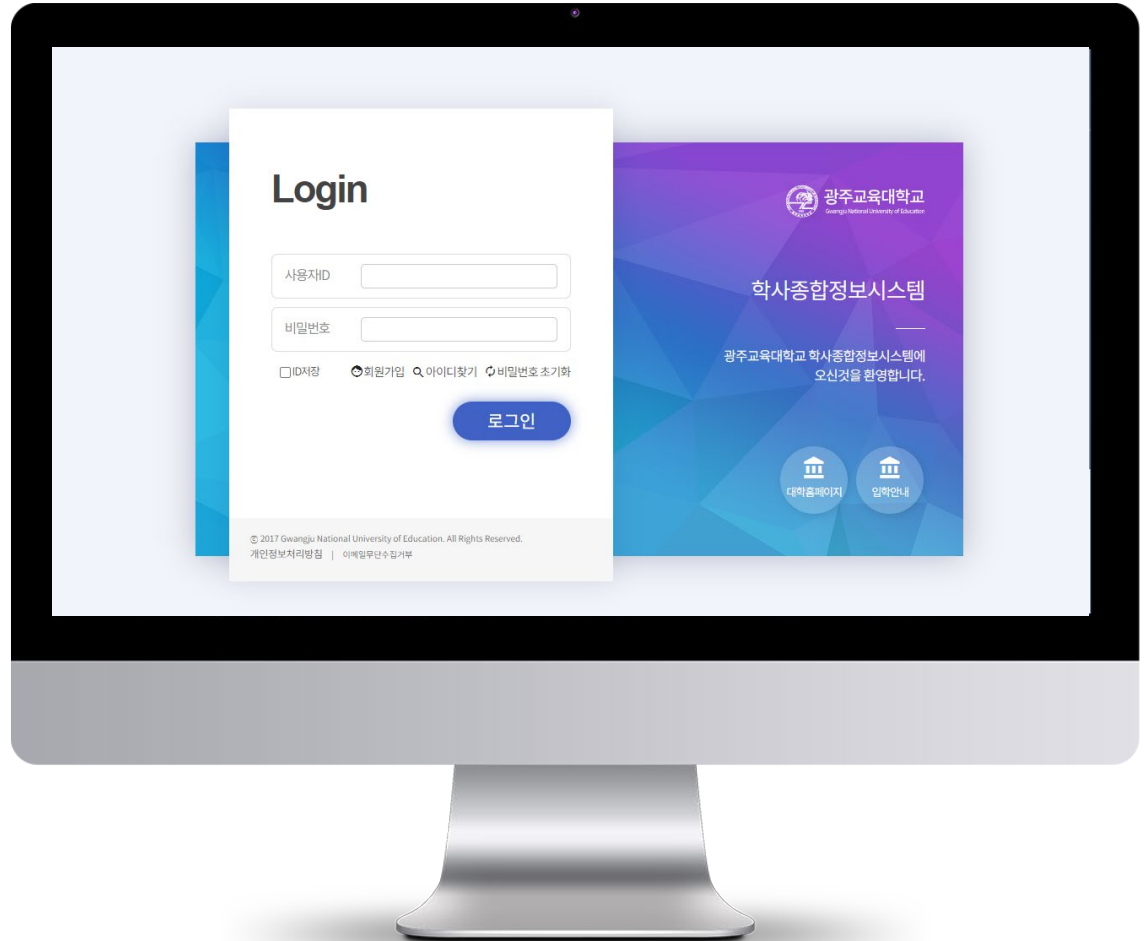 Login
사용자ID
비밀번호
ID저장 회원가입 아이디찾기 비밀번호 초기화
로그인
© 2017 Gwangju National University of Education. All Rights Reserved.
개인정보처리방침 | 이메일무단수집거부
광주교육대학교
Gwangju National University of Education
학사종합정보시스템
광주교육대학교 학사종합정보시스템에
오신것을 환영합니다.
대학홈페이지 입학안내